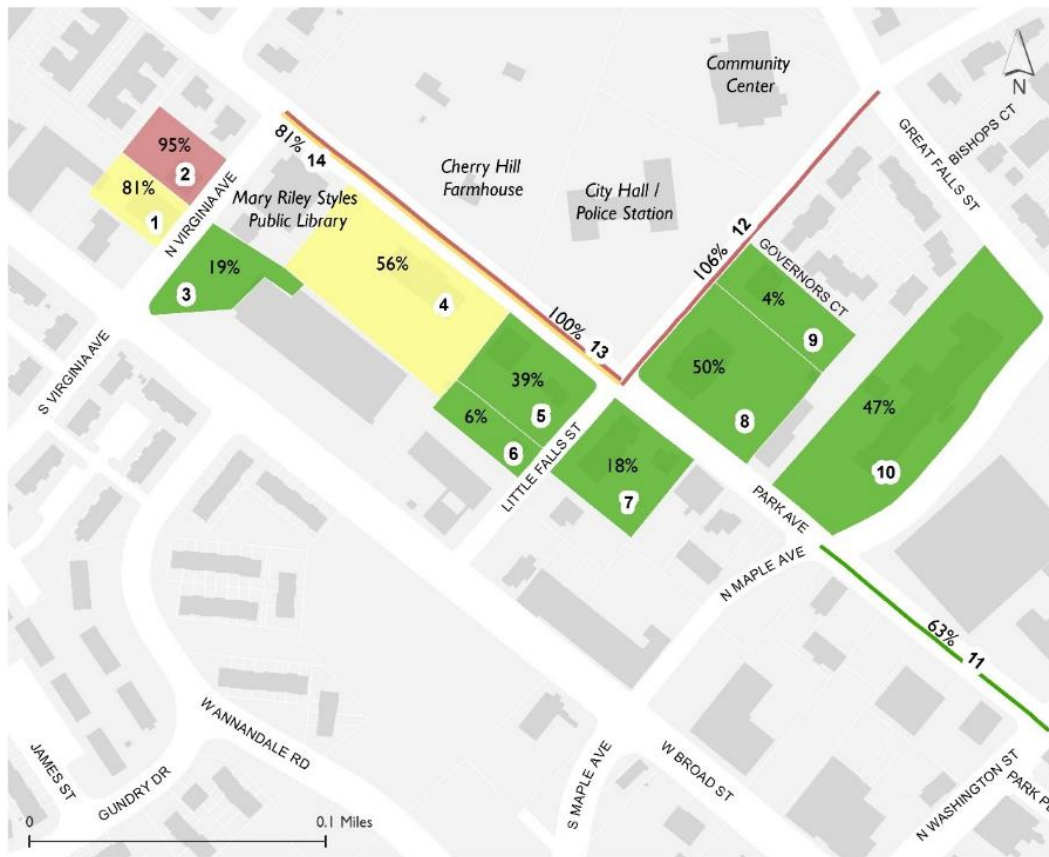 Community
Center
N
BISHOPS CT
GREAT FALLS ST
95%
2
81%
1
N VIRGINIA AVE
81%
14
Mary Riley Styles
Public Library
Cherry Hill
Farmhouse
City Hall /
Police Station
106%
12
GOVERNORS CT
19%
3
56%
4
4%
9
100%
13
S VIRGINIA AVE
39%
5
6%
6
LITTLE FALLS ST
50%
8
47%
10
18%
7
PARK AVE
N MAPLE AVE
63%
11
W ANNANDALE RD
JAMES ST
GUNDRY DR
S MAPLE AVE
W BROAD ST
N WASHINGTON ST
0
0.1 Miles